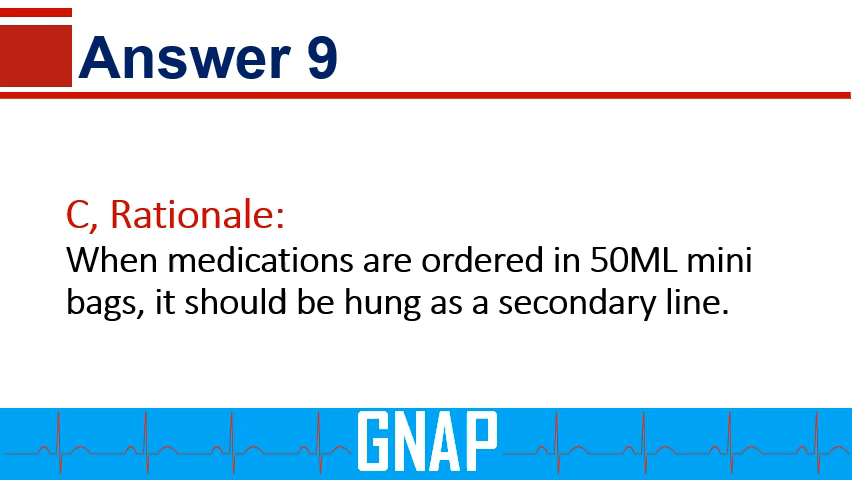 Answer 9
C, Rationale:
When medications are ordered in 50ML mini
bags, it should be hung as a secondary line.
GNAP